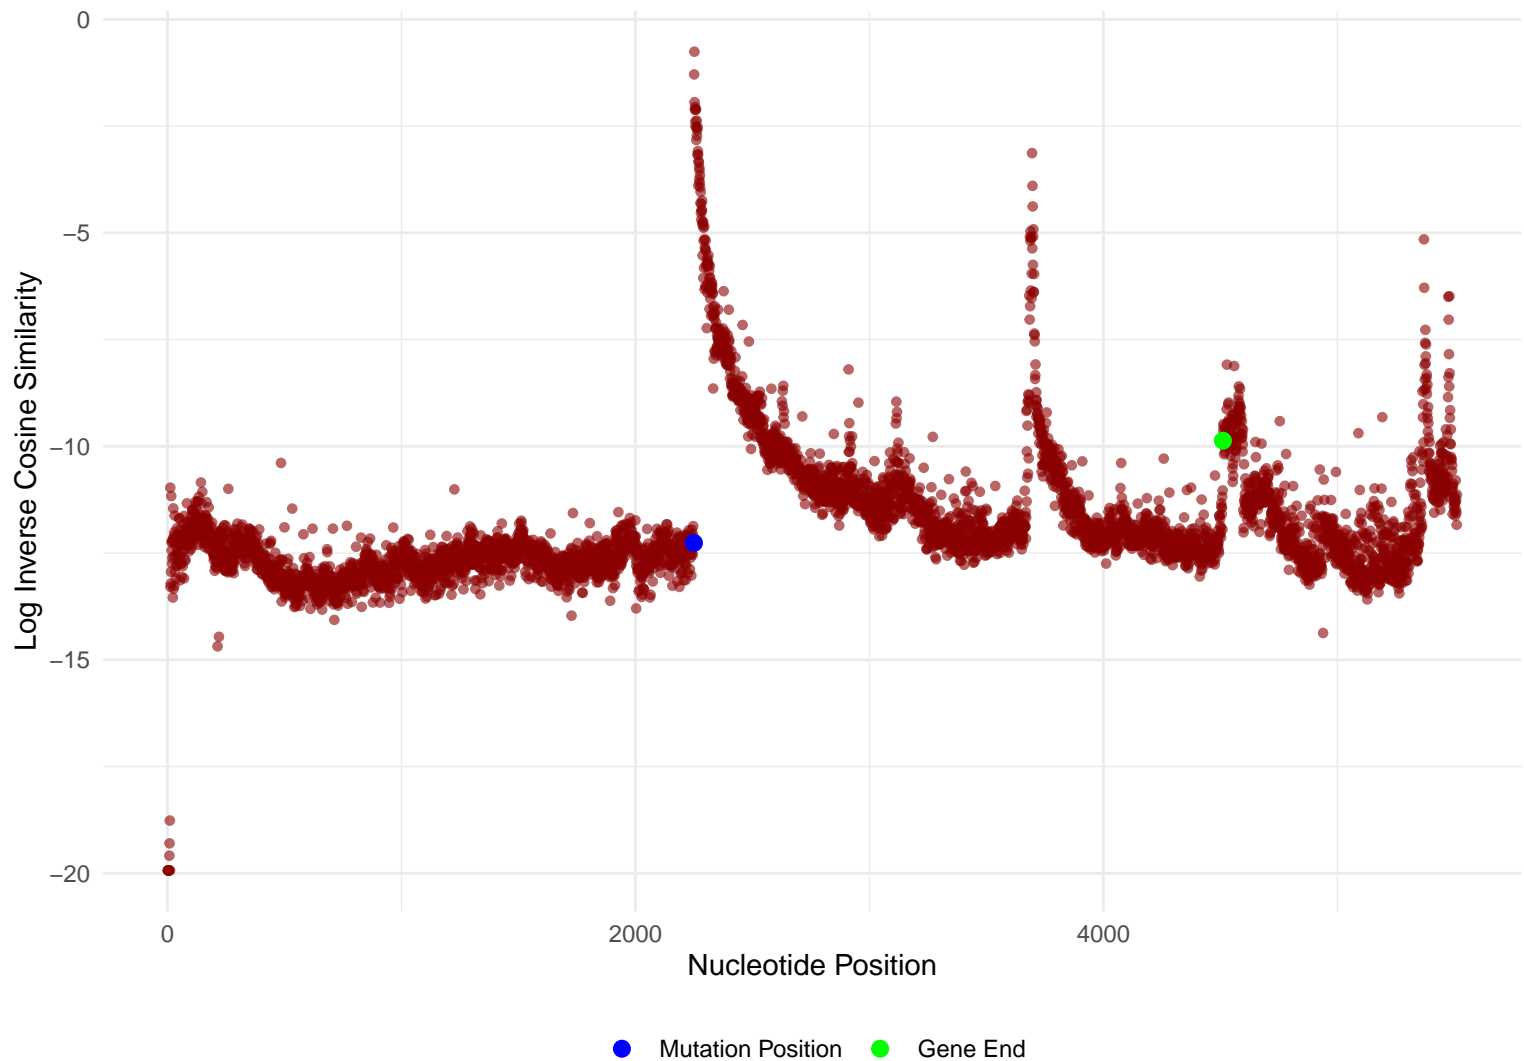 0
−5
−10
−15
−20
Log Inverse Cosine Similarity
0 2000 4000
Nucleotide Position
Mutation Position Gene End